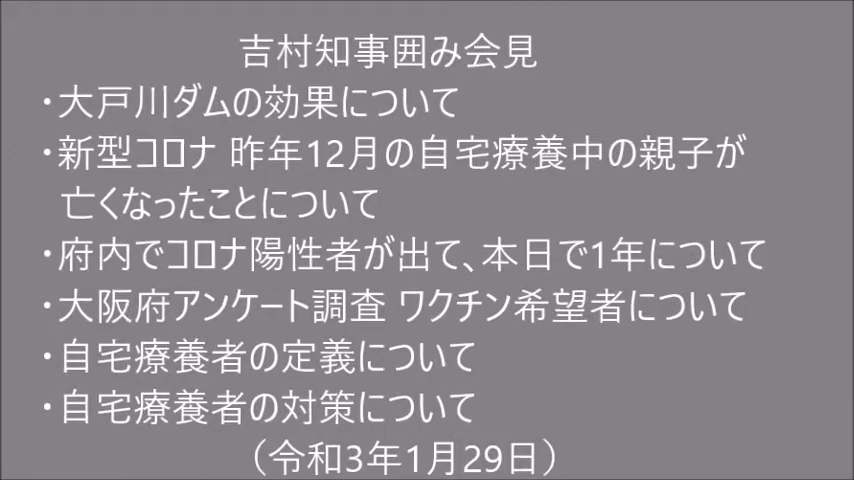 吉村知事囲み会見
・大戸川ダムの効果について
・新型コロナ 昨年12月の自宅療養中の親子が
亡くなったことについて
・府内でコロナ陽性者が出て、本日で1年について
・大阪府アンケート調査 ワクチン希望者について
・自宅療養者の定義について
・自宅療養者の対策について
（令和3年1月29日）